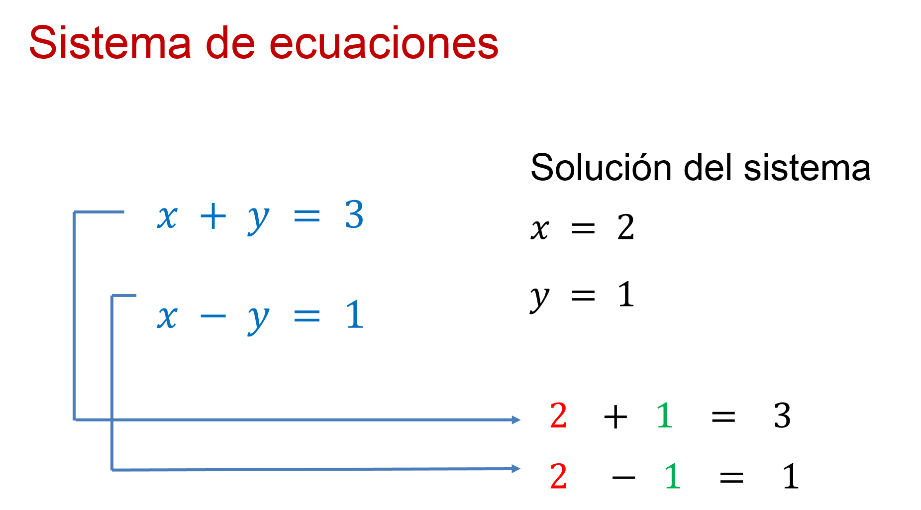 Sistema de ecuaciones
x + y = 3
x − y = 1
Solución del sistema
x = 2
y = 1
2 + 1 = 3
2 − 1 = 1